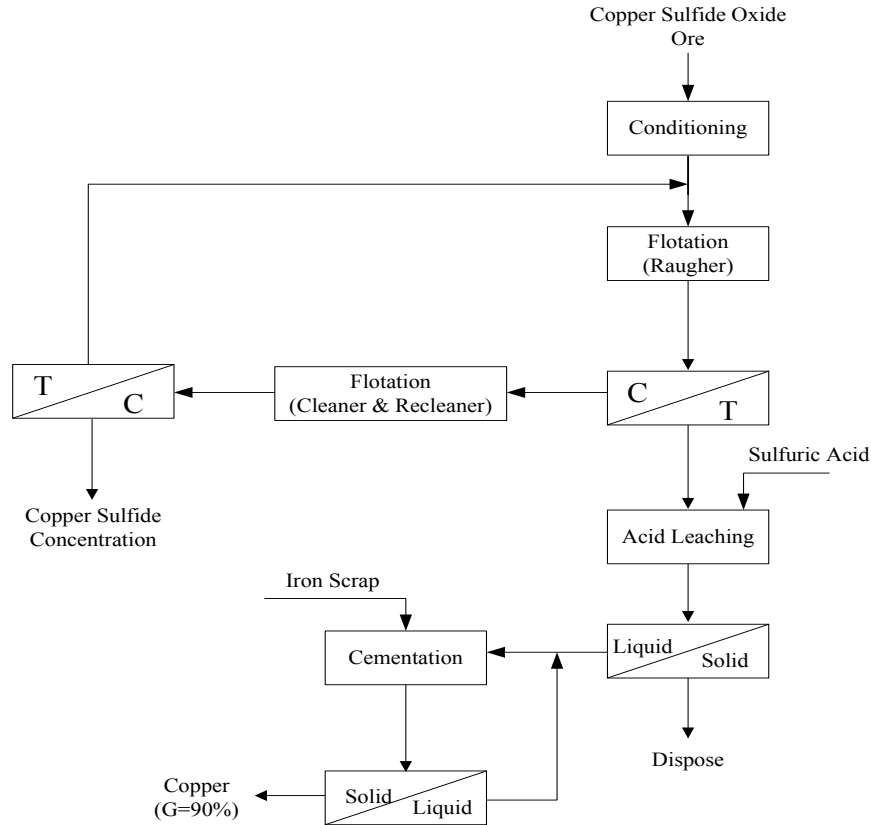 Copper Sulfide Oxide
Ore
Conditioning
Flotation
(Raugher)
T
C
Flotation
(Cleaner & Recleaner)
C
T
Sulfuric Acid
Copper Sulfide
Concentration
Acid Leaching
Iron Scrap
Cementation
Liquid
Solid
Dispose
Copper
(G=90%)
Solid
Liquid